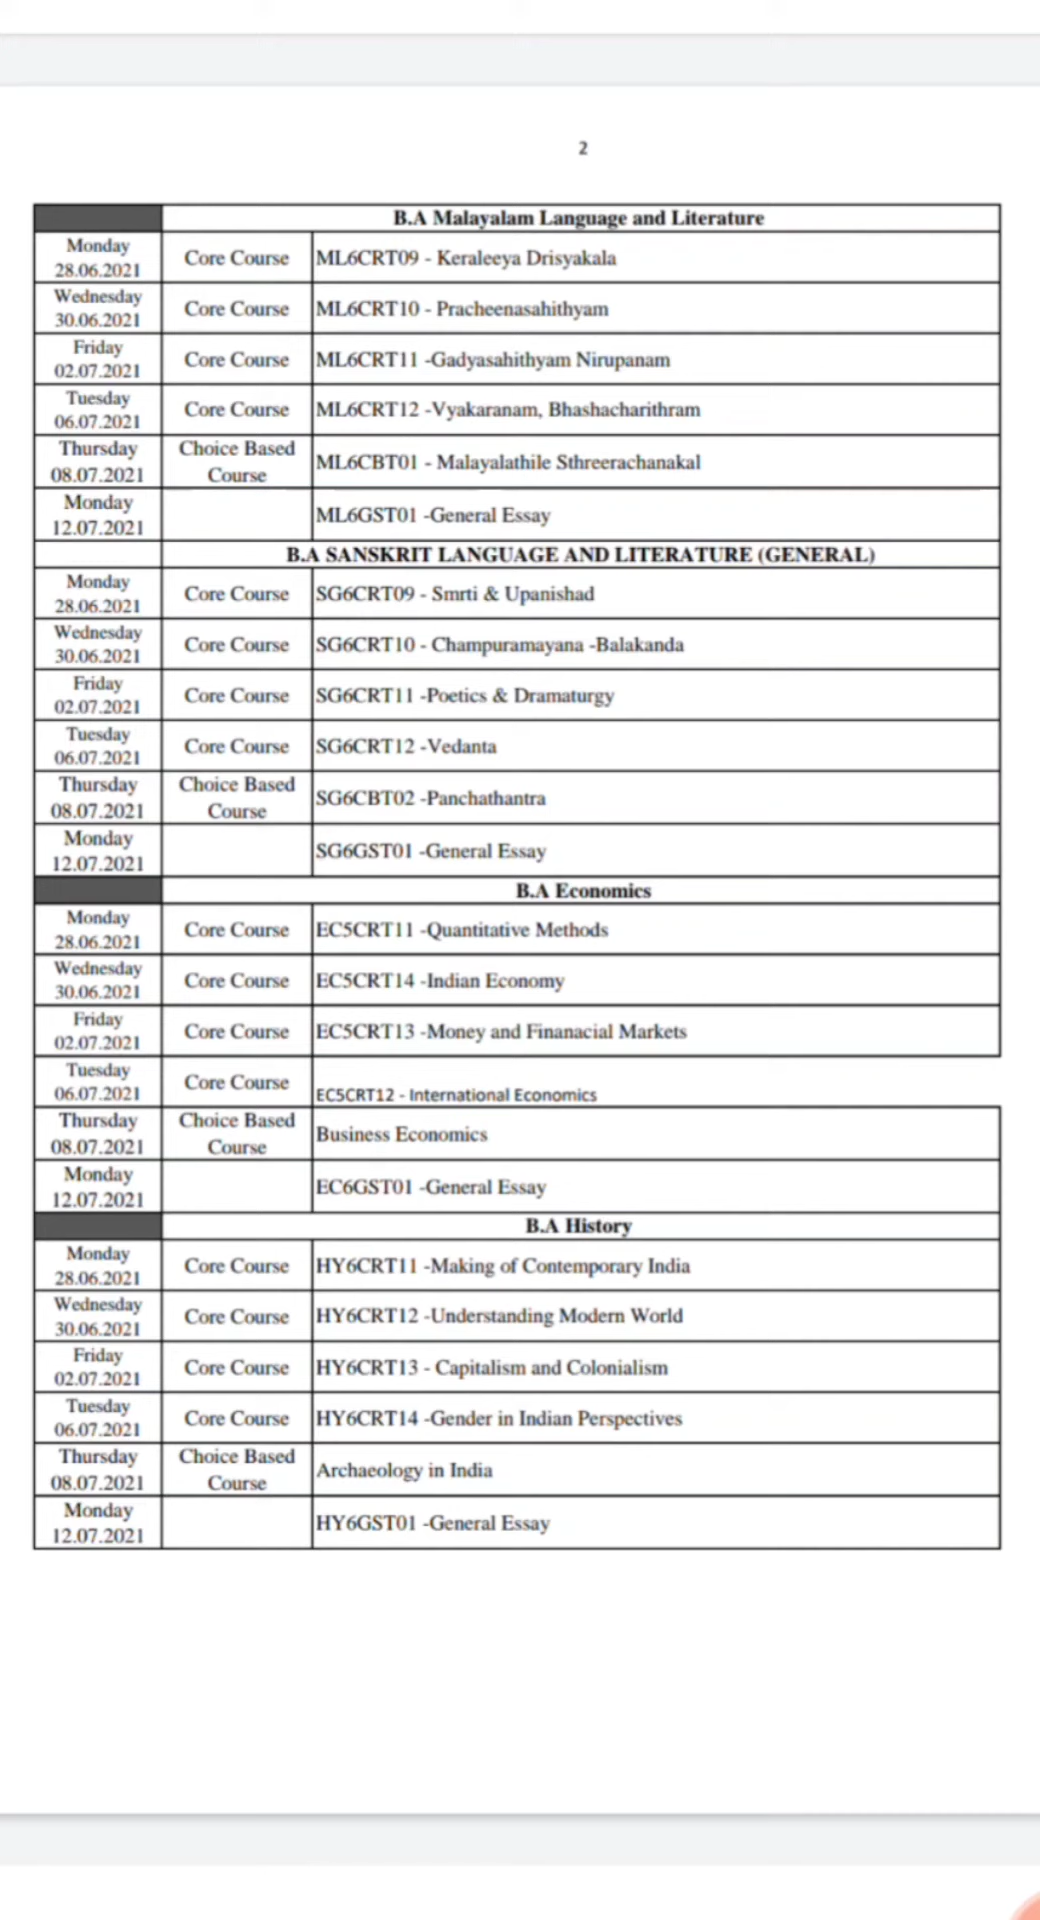 2
B.A Malayalam Language and Literature
Monday
28.06.2021
Core Course
ML6CRT09 - Keraleeya Drisyakala
Wednesday
30.06.2021
Core Course
ML6CRT10 - Pracheenasahithyam
Friday
02.07.2021
Core Course
ML6CRT11 -Gadyasahithyam Nirupanam
Tuesday
06.07.2021
Core Course
ML6CRT12 -Vyakaranam, Bhashacharithram
Thursday
08.07.2021
Choice Based
Course
ML6CBT01 - Malayalathile Sthreerachanakal
Monday
12.07.2021
ML6GST01 -General Essay
B.A SANSKRIT LANGUAGE AND LITERATURE (GENERAL)
Monday
28.06.2021
Core Course
SG6CRT09 - Smrti & Upanishad
Wednesday
30.06.2021
Core Course
SG6CRT10 - Champuramayana -Balakanda
Friday
02.07.2021
Core Course
SG6CRT11 -Poetics & Dramaturgy
Tuesday
06.07.2021
Core Course
SG6CRT12 -Vedanta
Thursday
08.07.2021
Choice Based
Course
SG6CBT02 -Panchathantra
Monday
12.07.2021
SG6GST01 -General Essay
B.A Economics
Monday
28.06.2021
Core Course
EC5CRT11 -Quantitative Methods
Wednesday
30.06.2021
Core Course
EC5CRT14 -Indian Economy
Friday
02.07.2021
Core Course
EC5CRT13 -Money and Finanacial Markets
Tuesday
06.07.2021
Core Course
EC5CRT12 - International Economics
Thursday
08.07.2021
Choice Based
Course
Business Economics
Monday
12.07.2021
EC6GST01 -General Essay
B.A History
Monday
28.06.2021
Core Course
HY6CRT11 -Making of Contemporary India
Wednesday
30.06.2021
Core Course
HY6CRT12 -Understanding Modern World
Friday
02.07.2021
Core Course
HY6CRT13 - Capitalism and Colonialism
Tuesday
06.07.2021
Core Course
HY6CRT14 -Gender in Indian Perspectives
Thursday
08.07.2021
Choice Based
Course
Archaeology in India
Monday
12.07.2021
HY6GST01 -General Essay